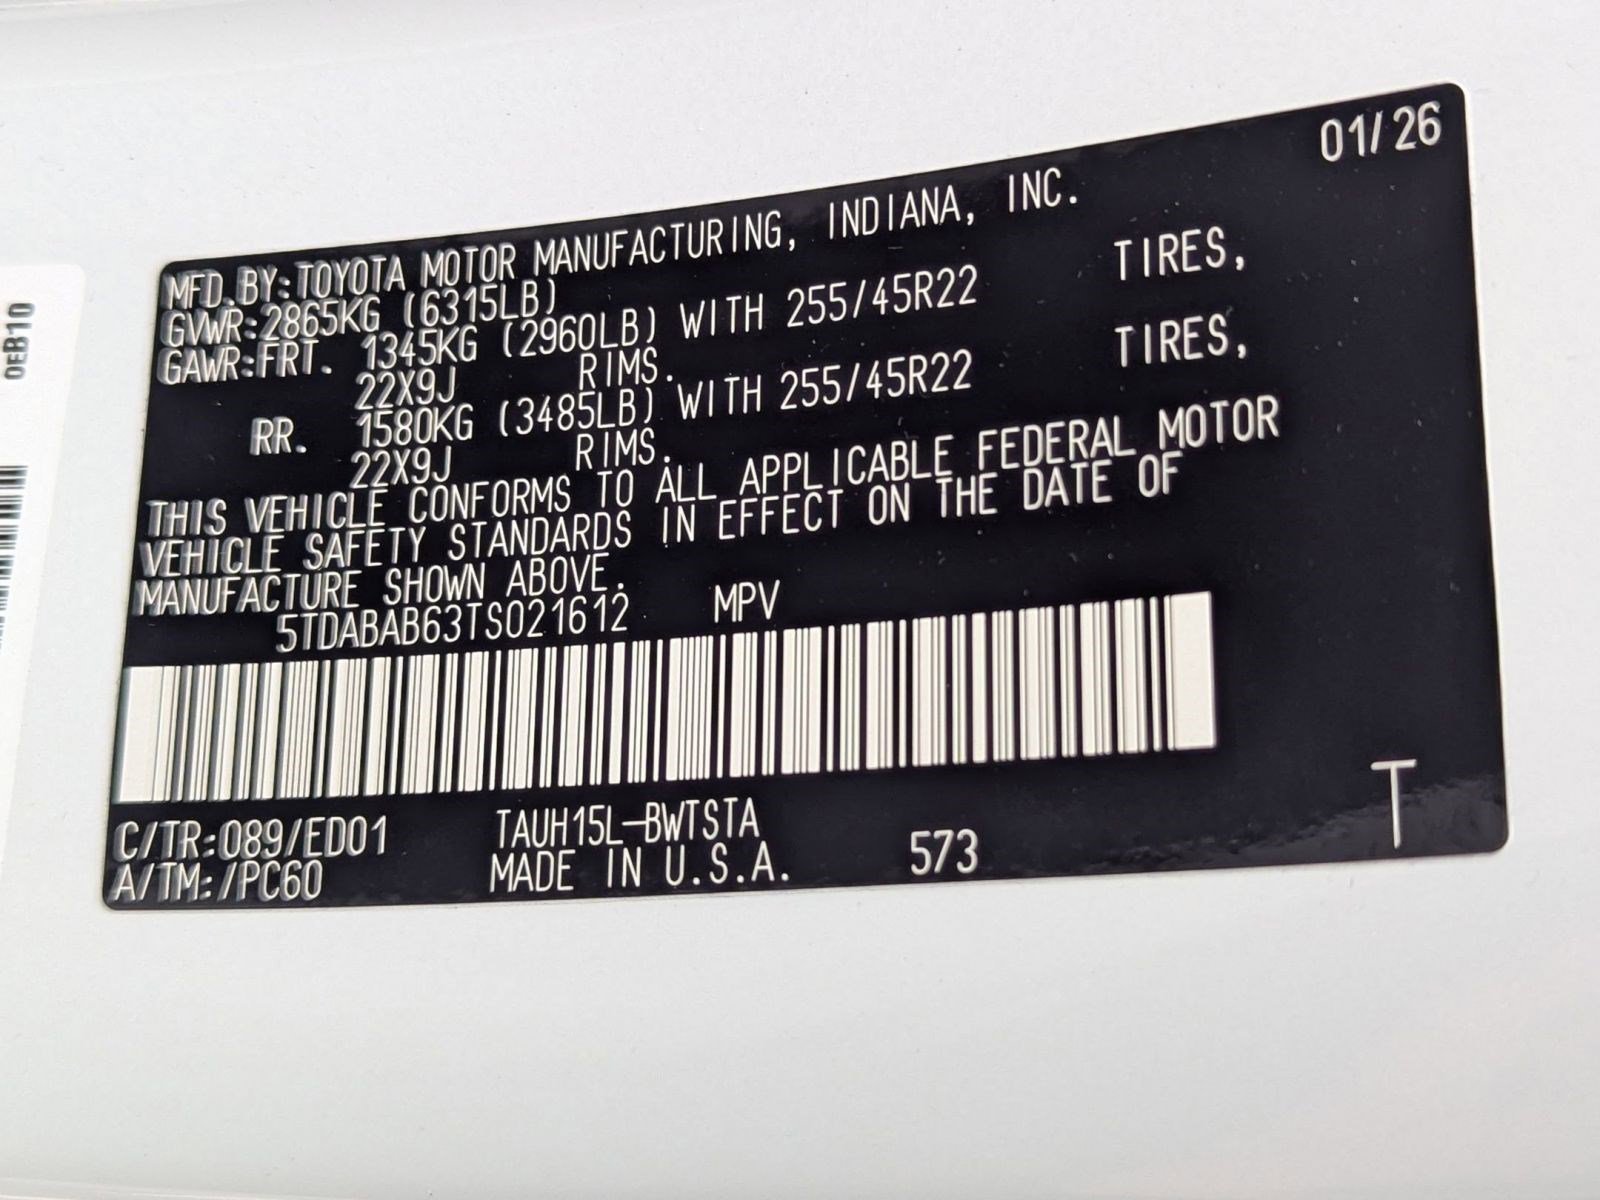 01/26
MFD.BY:TOYOTA MOTOR MANUFACTURING, INDIANA, INC.
GVWR:2865KG (6315LB)
GAWR:FRT. 1345KG (2960LB) WITH 255/45R22 TIRES,
22X9J RIMS.
RR. 1580KG (3485LB) WITH 255/45R22 TIRES,
22X9J RIMS.
THIS VEHICLE CONFORMS TO ALL APPLICABLE FEDERAL MOTOR
VEHICLE SAFETY STANDARDS IN EFFECT ON THE DATE OF
MANUFACTURE SHOWN ABOVE.
5TDABAB63TS021612 MPV
C/TR:089/ED01 TAUH15L-BWTSTA
A/TM:/PC60 MADE IN U.S.A. 573
T
0EB10